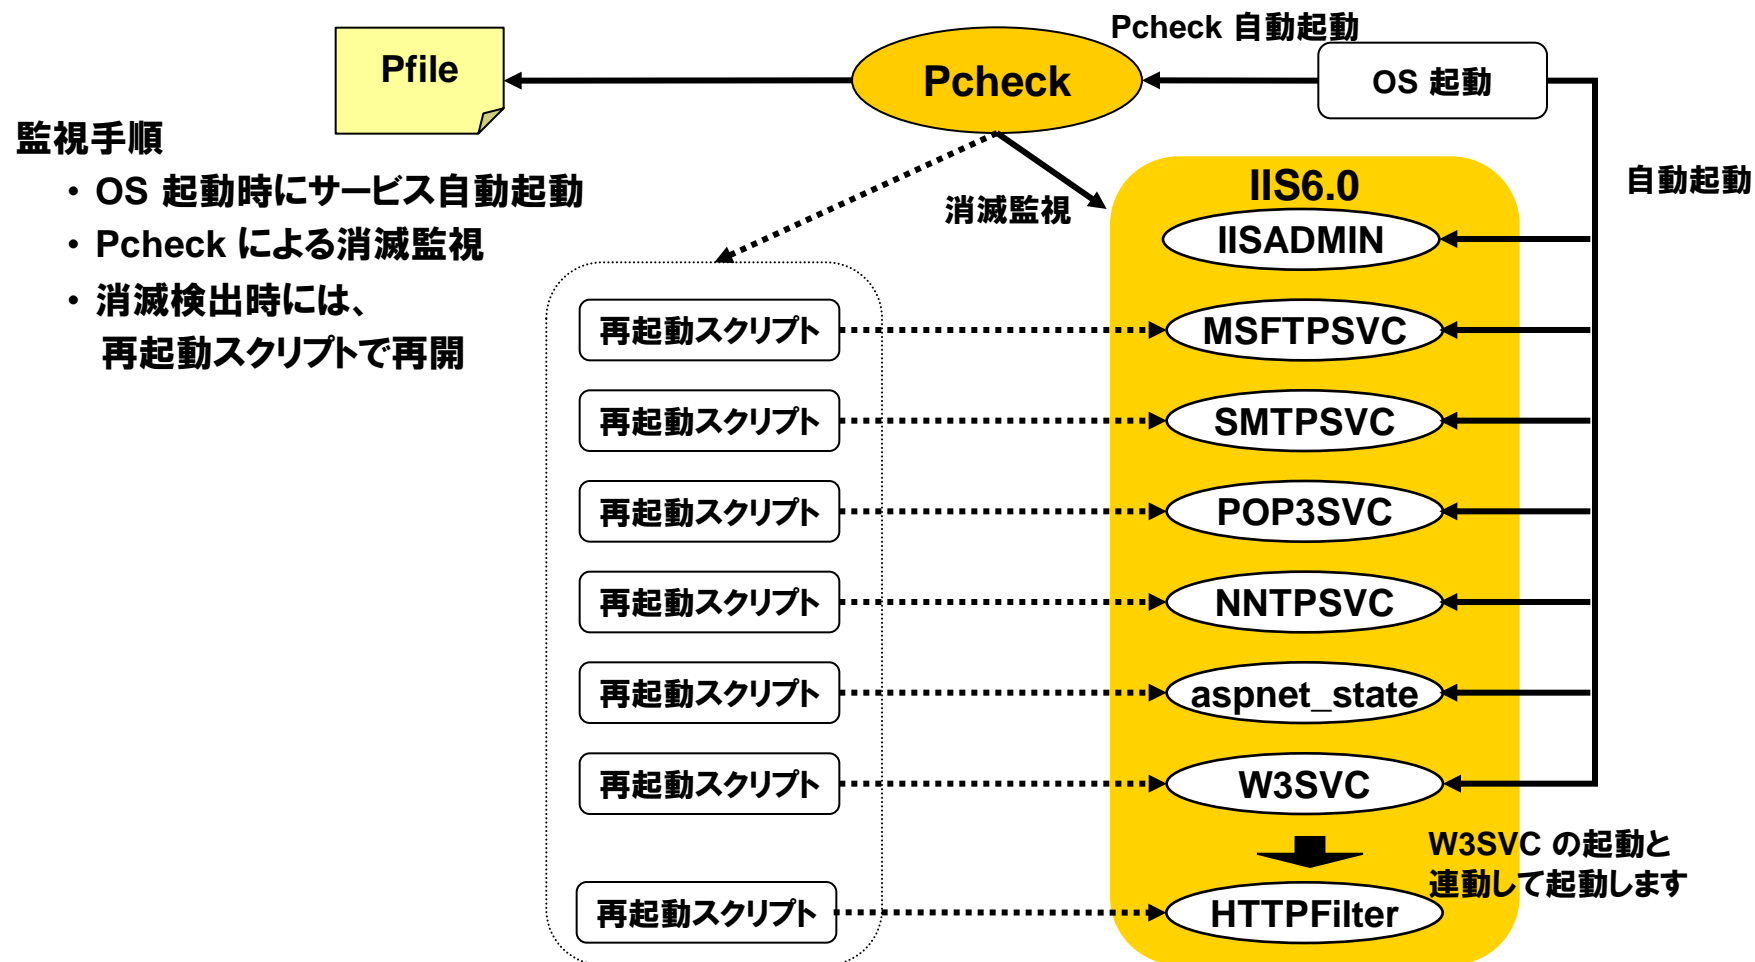 Pcheck 自動起動
Pfile
Pcheck
OS 起動
監視手順
・ OS 起動時にサービス自動起動
・ Pcheck による消滅監視
・ 消滅検出時には、
再起動スクリプトで再開
消滅監視
自動起動
IIS6.0
IISADMIN
再起動スクリプト
MSFTPSVC
再起動スクリプト
SMTPSVC
再起動スクリプト
POP3SVC
再起動スクリプト
NNTPSVC
再起動スクリプト
aspnet_state
再起動スクリプト
W3SVC
W3SVC の起動と
連動して起動します
再起動スクリプト
HTTPFilter